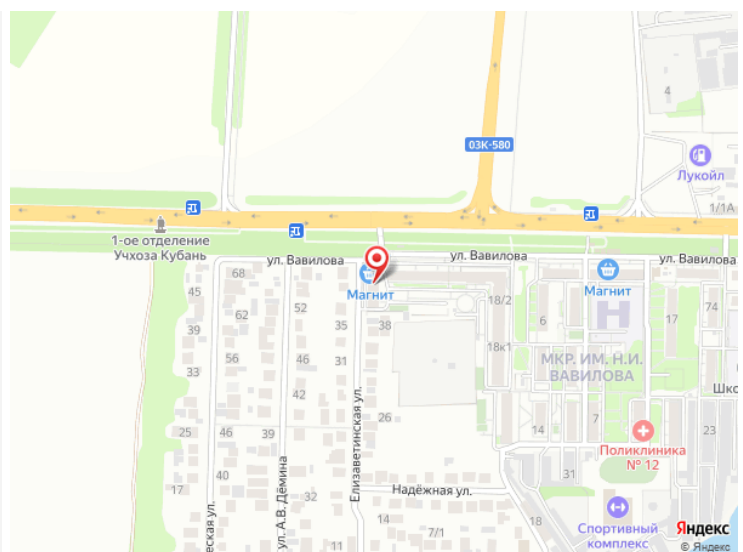 4
03К-580
Лукойл
1/1А
1-ое отделение
Учхоза Кубань
ул. Вавилова
ул. Вавилова
ул. Вавилова
68
Магнит
Магнит
45
52
18/2
74
39
35
38
6
17
56
31
18к1
МКР. ИМ. Н.И.
ВАВИЛОВА
33
42
Шко
26
25
46
39
14
7
23
Поликлиника
№ 12
40
31
17
Надёжная ул.
Елизаветинская ул.
ул. А.В. Дёмина
еская ул.
14
11
7/1
18
Спортивный
комплекс
Яндекс
© Яндекс